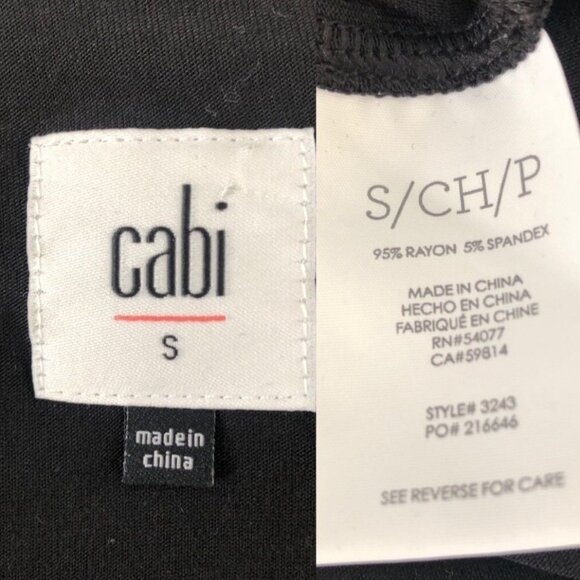 cabi
S
made in
china
S/CH/P
95% RAYON 5% SPANDEX
MADE IN CHINA
HECHO EN CHINA
FABRIQUÉ EN CHINE
RN#54077
CA#59814
STYLE# 3243
PO# 216646
SEE REVERSE FOR CARE